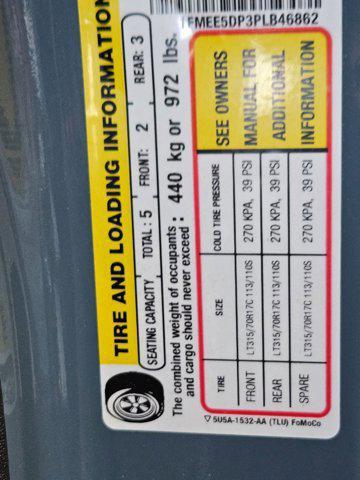 TIRE AND LOADING INFORMATION
SEATING CAPACITY TOTAL: 5 FRONT: 2 REAR: 3
The combined weight of occupants
and cargo should never exceed : 440 kg or 972 lbs.
FMEE5DP3PLB46862
TIRE SIZE COLD TIRE PRESSURE
FRONT LT315/70R17C 113/110S 270 KPA, 39 PSI
REAR LT315/70R17C 113/110S 270 KPA, 39 PSI
SPARE LT315/70R17C 113/110S 270 KPA, 39 PSI
SEE OWNERS
MANUAL FOR
ADDITIONAL
INFORMATION
5U5A-1532-AA (TLU) FoMoCo